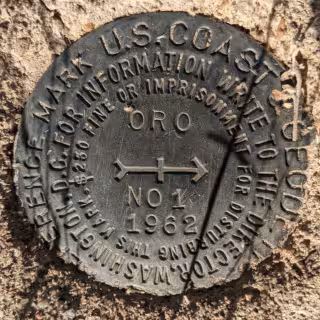 U.S. COAST & GEODETIC
REFERENCE MARK
FOR INFORMATION WRITE TO THE DIRECTOR, WASHINGTON, D.C.
$250 FINE OR IMPRISONMENT FOR DISTURBING THIS MARK.
ORO
NO 1
1962